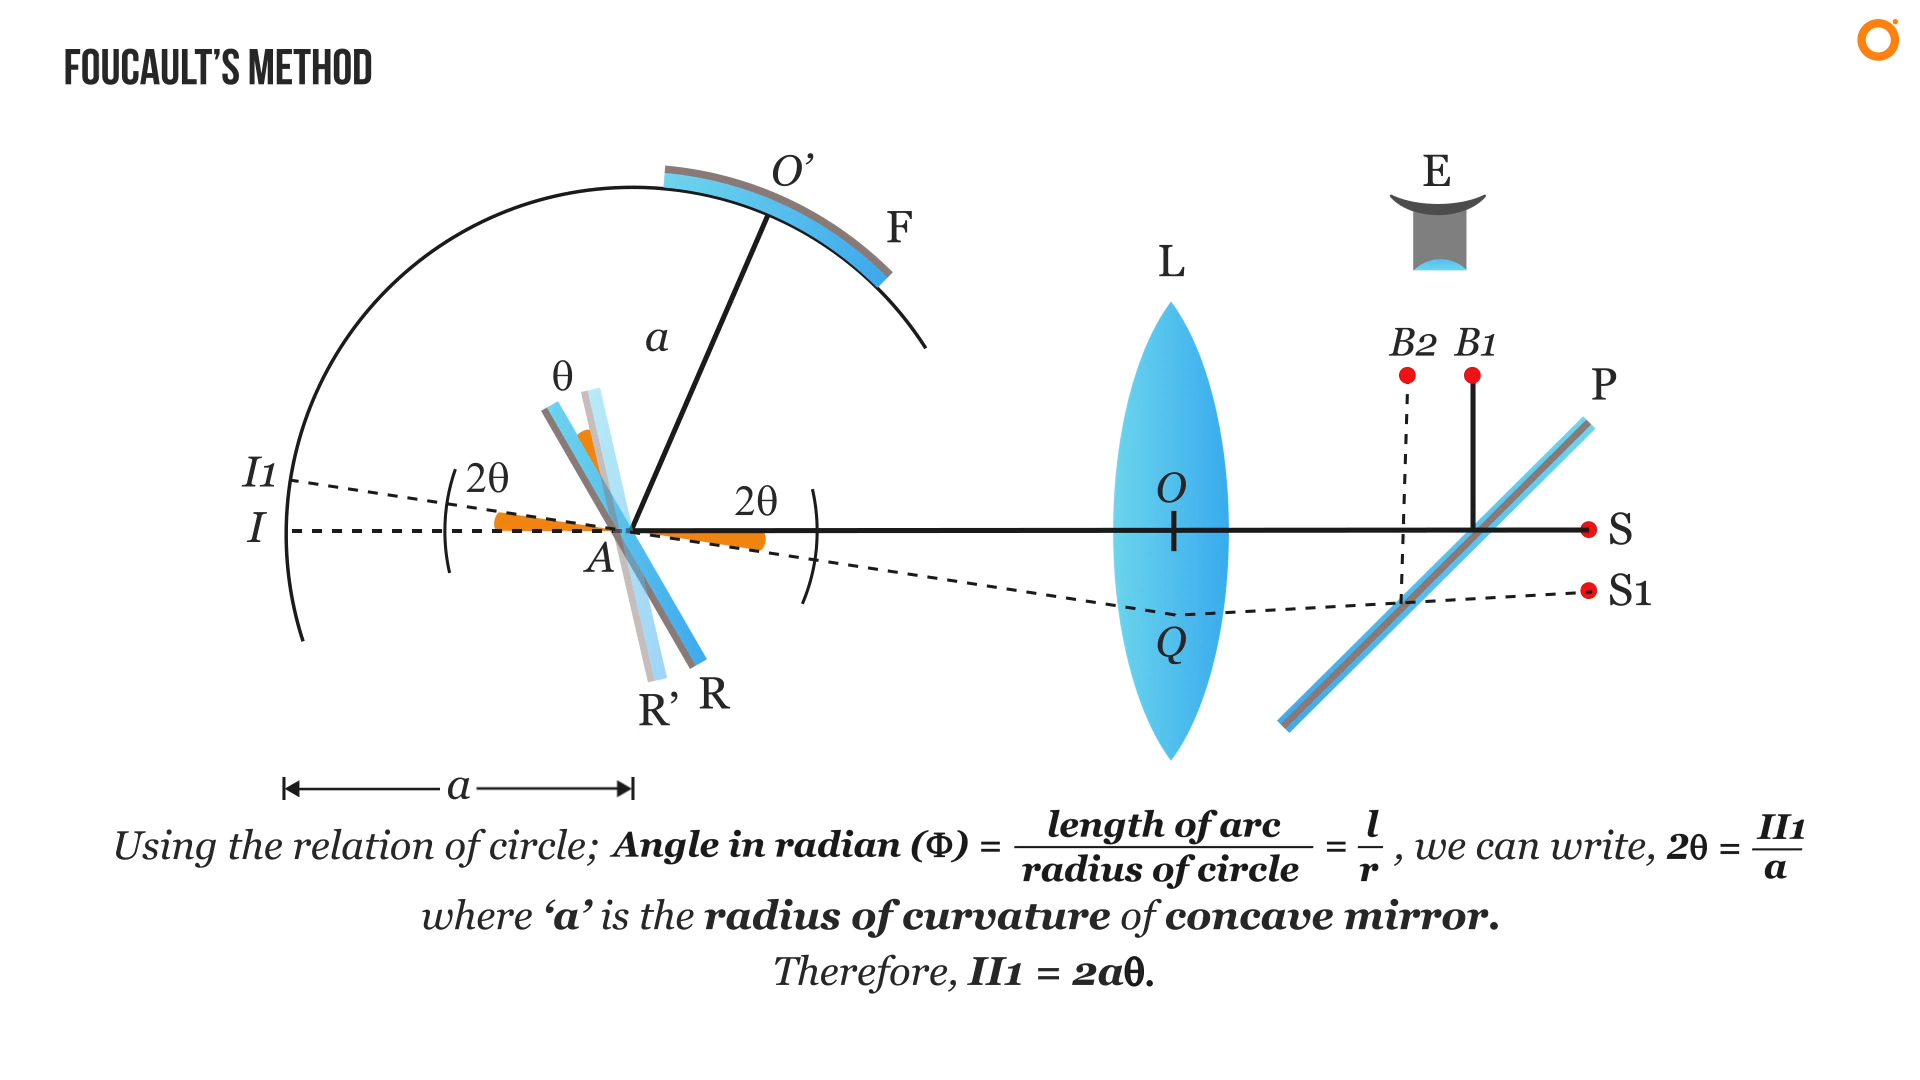 FOUCAULT’S METHOD
O’
E
F
L
a
B2 B1
θ
P
I1
2θ
2θ
O
I
S
A
S1
Q
R’ R
a
Using the relation of circle; Angle in radian (Φ) = length of arc / radius of circle = l / r , we can write, 2θ = II1 / a
where ‘a’ is the radius of curvature of concave mirror.
Therefore, II1 = 2aθ.